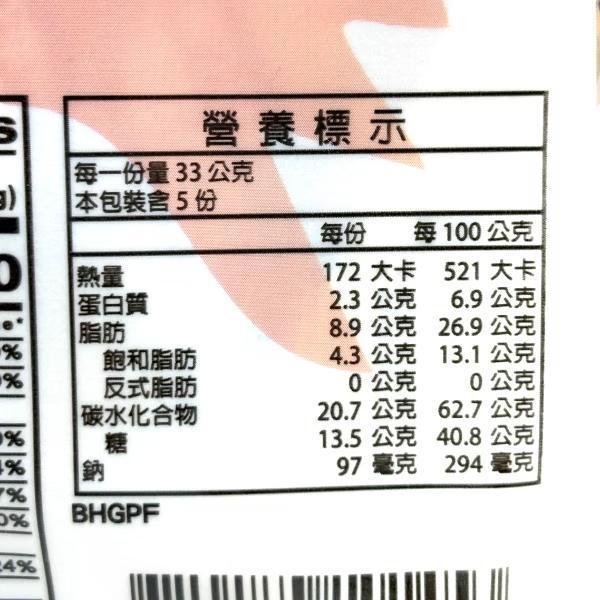 營養標示
每一份量 33 公克
本包裝含 5 份
每份 每 100 公克
熱量 172 大卡 521 大卡
蛋白質 2.3 公克 6.9 公克
脂肪 8.9 公克 26.9 公克
飽和脂肪 4.3 公克 13.1 公克
反式脂肪 0 公克 0 公克
碳水化合物 20.7 公克 62.7 公克
糖 13.5 公克 40.8 公克
鈉 97 毫克 294 毫克
BHGPF